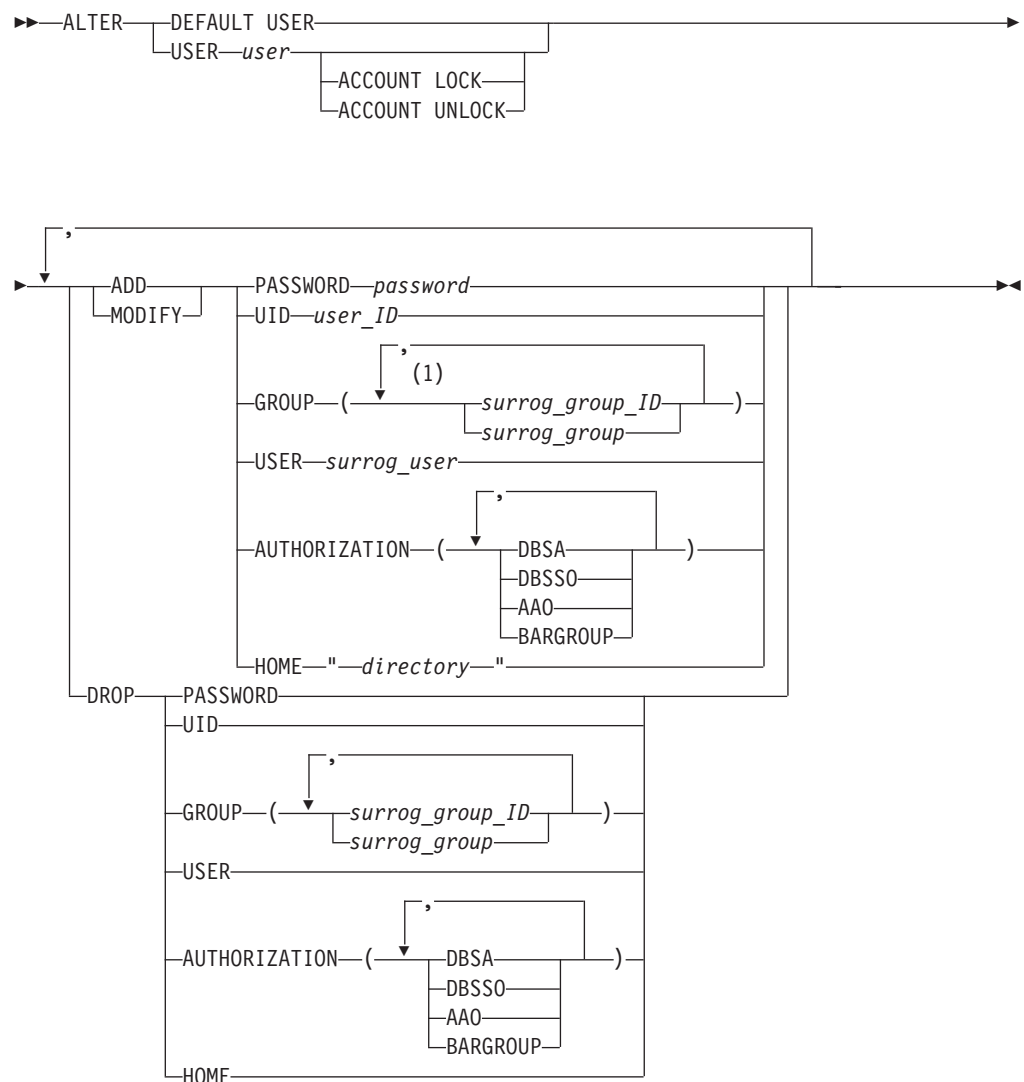 ALTER DEFAULT USER
USER user
ACCOUNT LOCK
ACCOUNT UNLOCK
,
ADD PASSWORD password
MODIFY UID user_ID
,
(1)
GROUP ( surrog_group_ID )
surrog_group
USER surrog_user
,
AUTHORIZATION ( DBSA )
DBSSO
AAO
BARGROUP
HOME " directory "
DROP PASSWORD
UID
,
GROUP ( surrog_group_ID )
surrog_group
USER
,
AUTHORIZATION ( DBSA )
DBSSO
AAO
BARGROUP
HOME